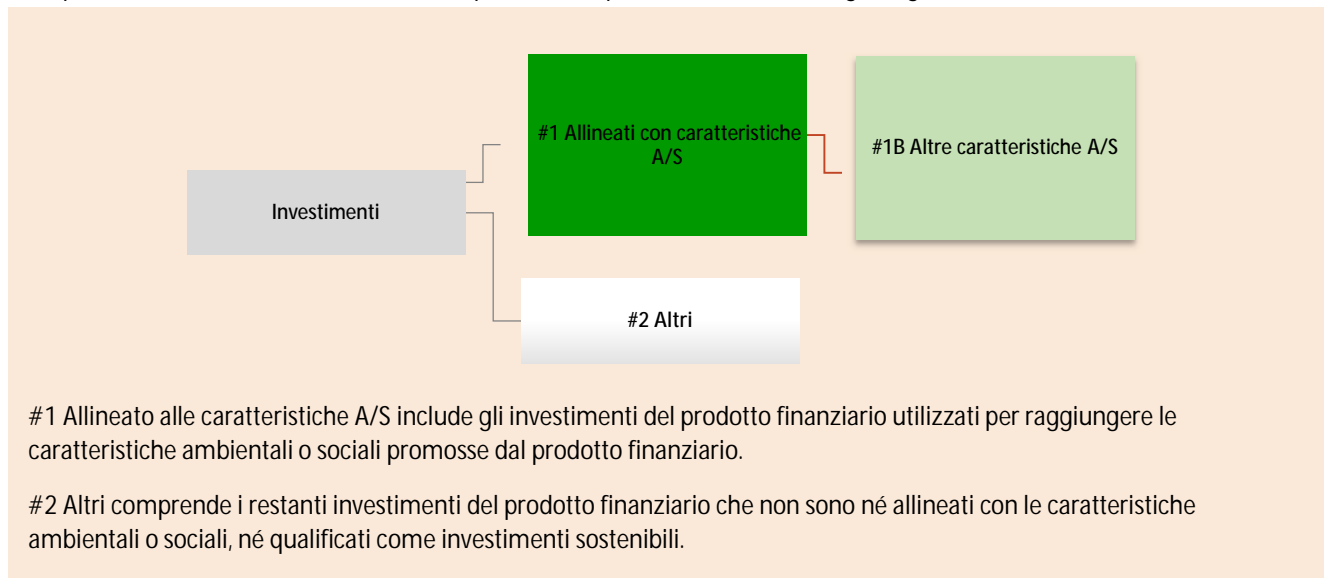 #1 Allineati con caratteristiche
A/S
#1B Altre caratteristiche A/S
Investimenti
#2 Altri
#1 Allineato alle caratteristiche A/S include gli investimenti del prodotto finanziario utilizzati per raggiungere le
caratteristiche ambientali o sociali promosse dal prodotto finanziario.
#2 Altri comprende i restanti investimenti del prodotto finanziario che non sono né allineati con le caratteristiche
ambientali o sociali, né qualificati come investimenti sostenibili.